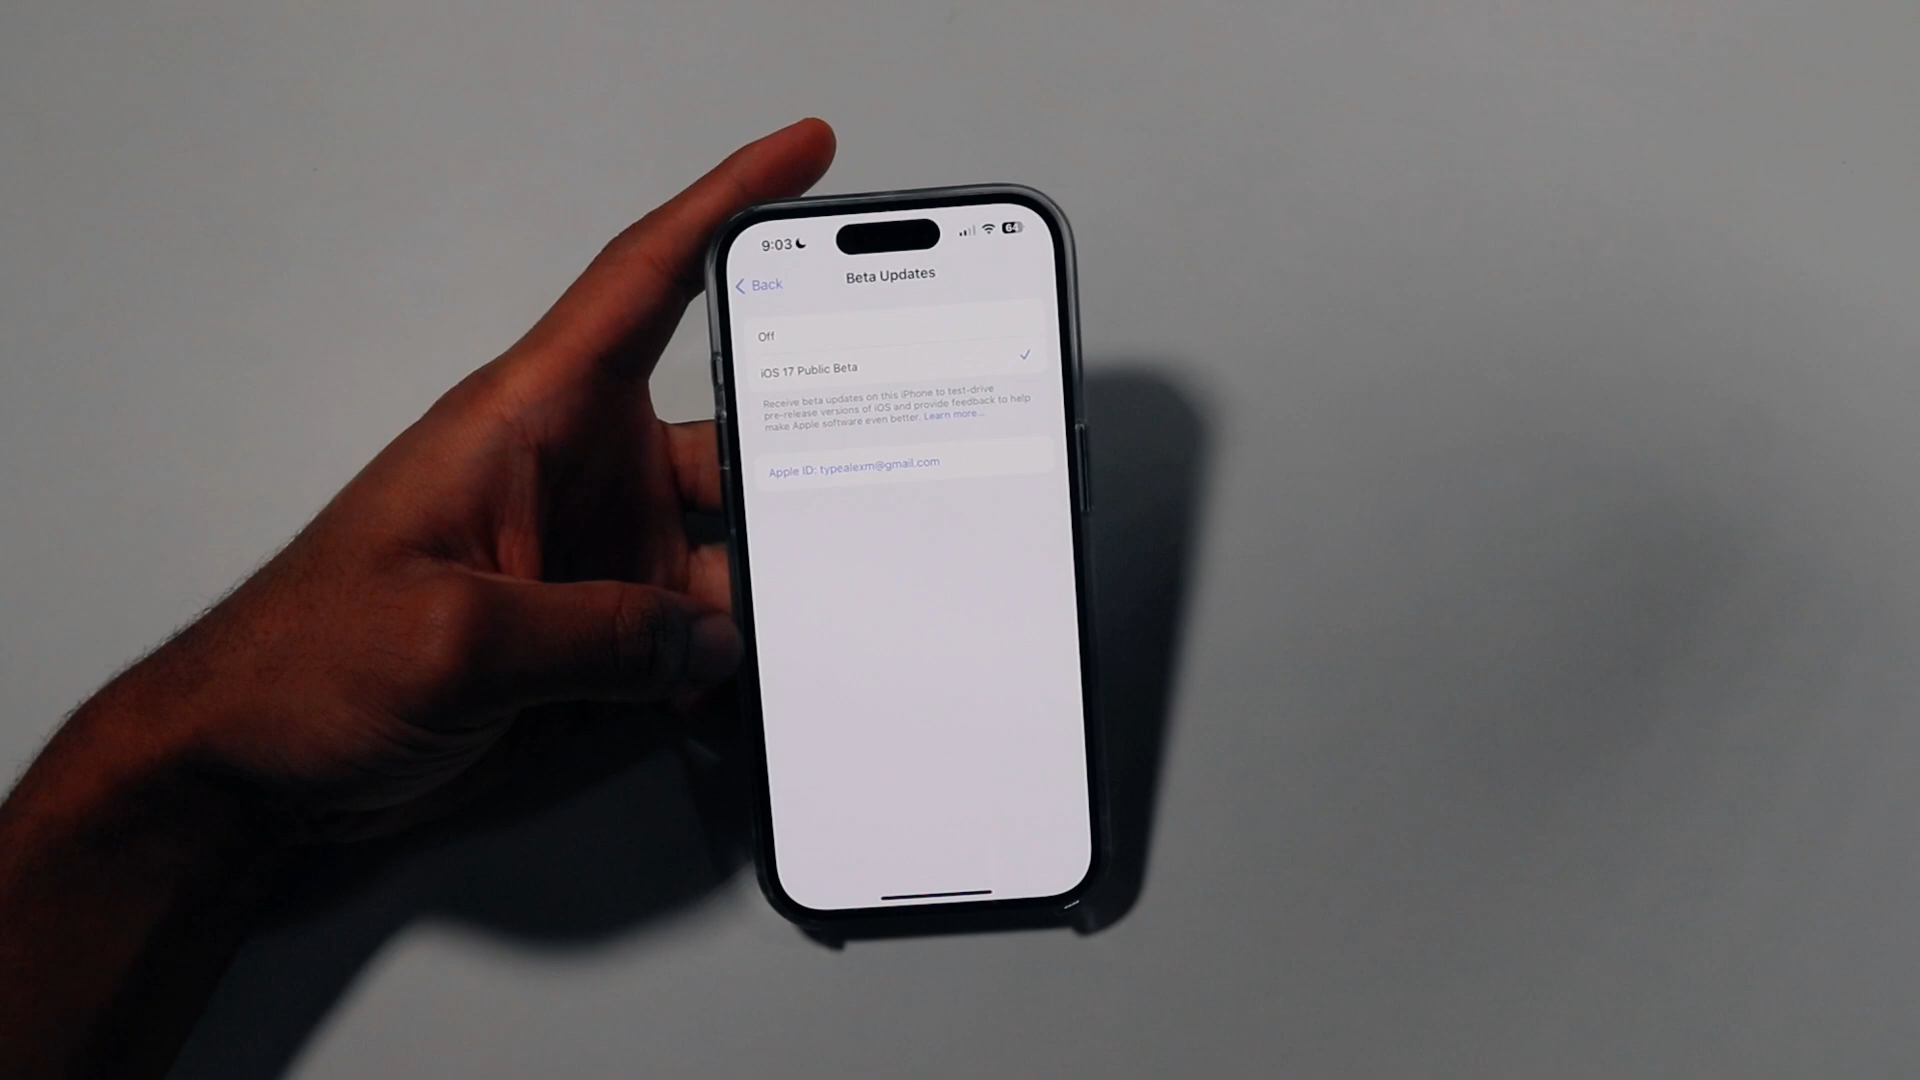 9:03
64
Back
Beta Updates
Off
iOS 17 Public Beta
Receive beta updates on this iPhone to test-drive
pre-release versions of iOS and provide feedback to help
make Apple software even better. Learn more...
Apple ID: typealexm@gmail.com